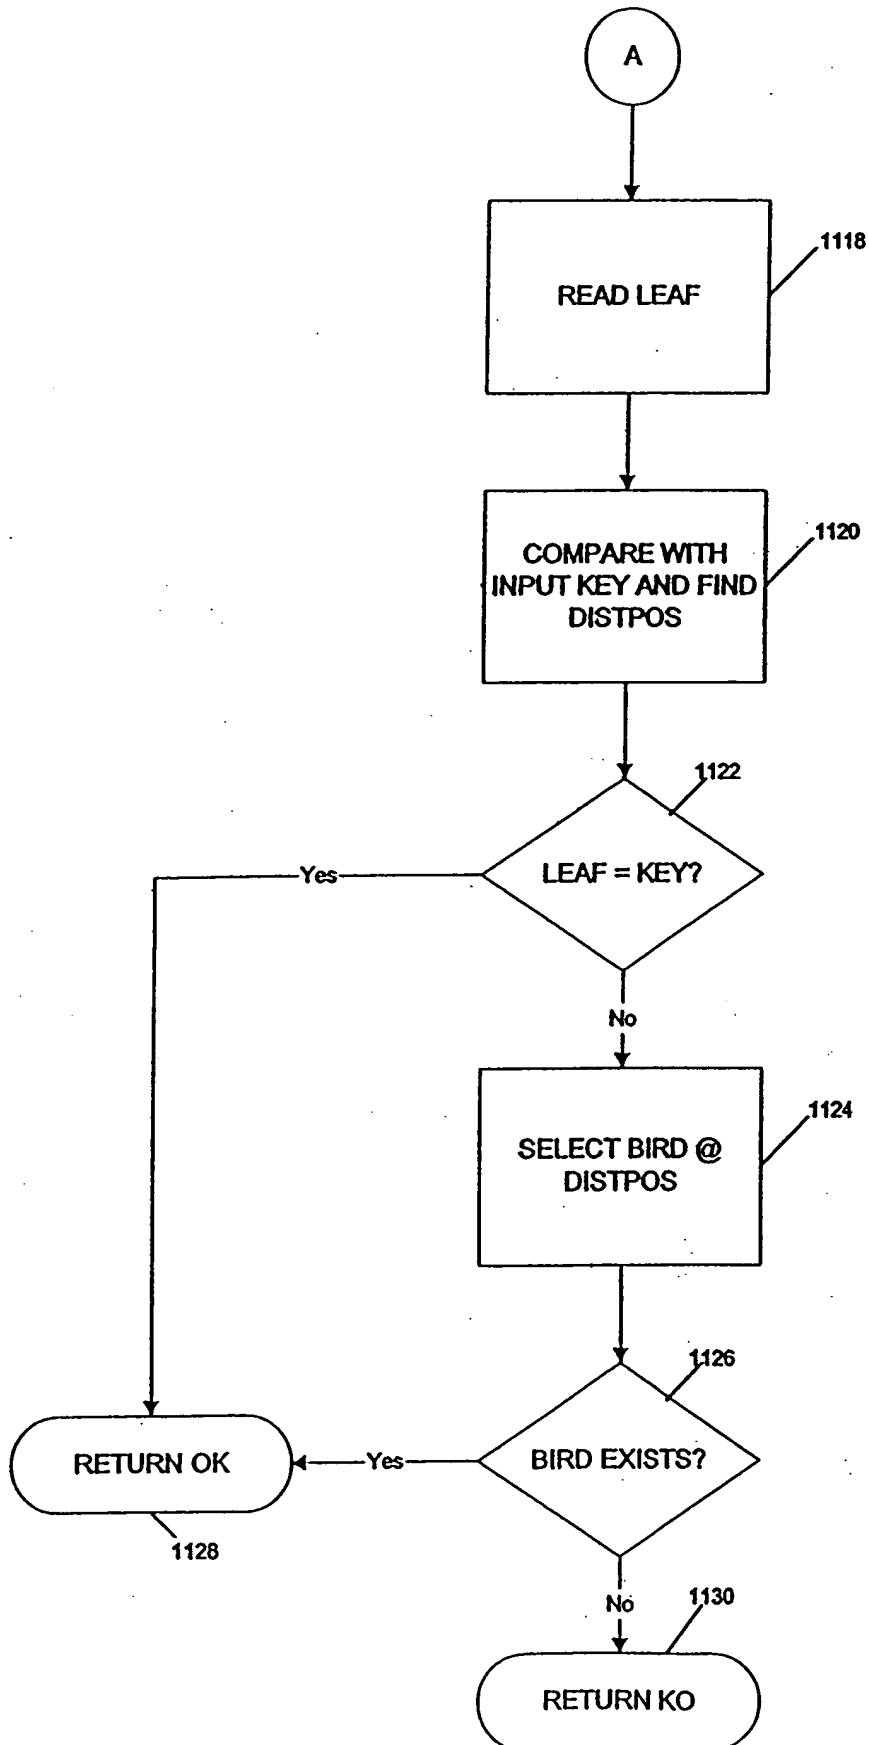 A
READ LEAF
1118
COMPARE WITH
INPUT KEY AND FIND
DISTPOS
1120
1122
LEAF = KEY?
Yes
No
SELECT BIRD @
DISTPOS
1124
1126
BIRD EXISTS?
Yes
RETURN OK
1128
No
1130
RETURN KO